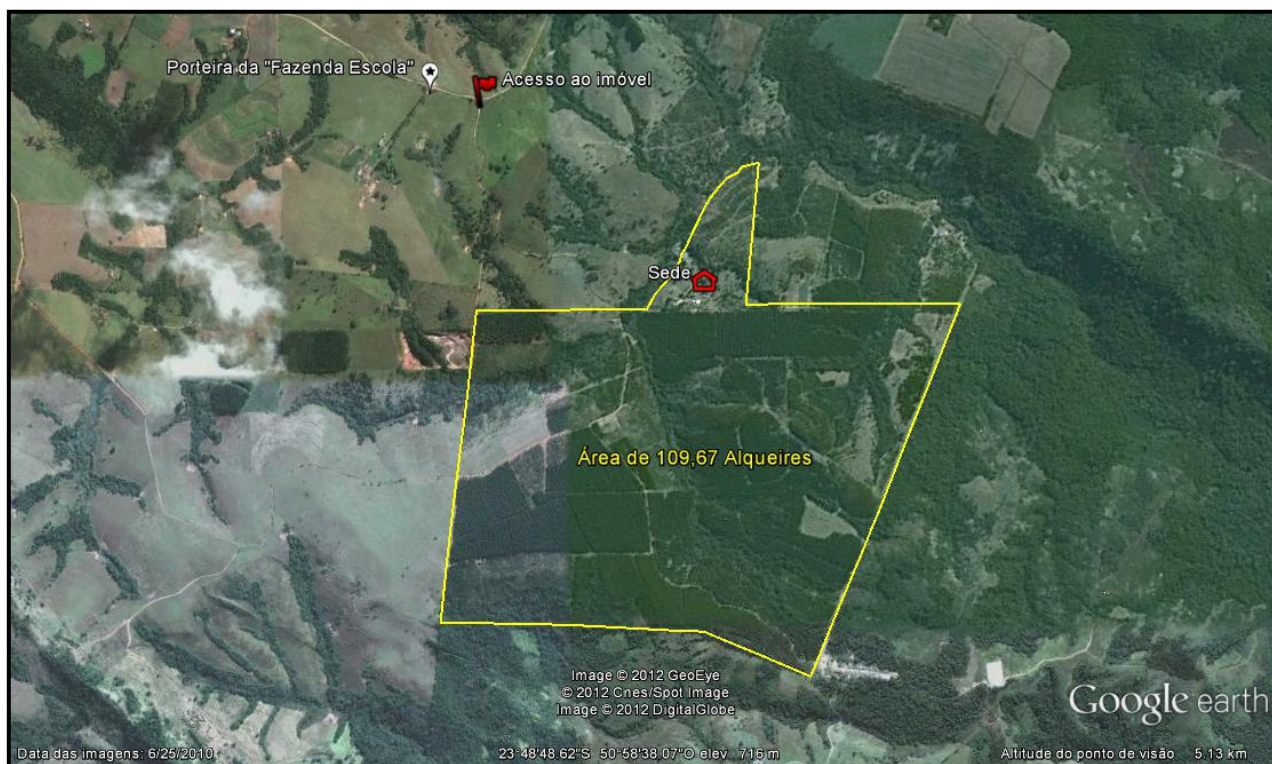 Porteira da "Fazenda Escola"
Acesso ao imóvel
Sede
Área de 109,67 Alqueires
Image © 2012 GeoEye
© 2012 Cnes/Spot Image
Image © 2012 DigitalGlobe
Google earth
Data das imagens: 6/25/2010
23°48'48.62"S 50°58'38.07"O elev 716 m
Altitude do ponto de visão 5,13 km